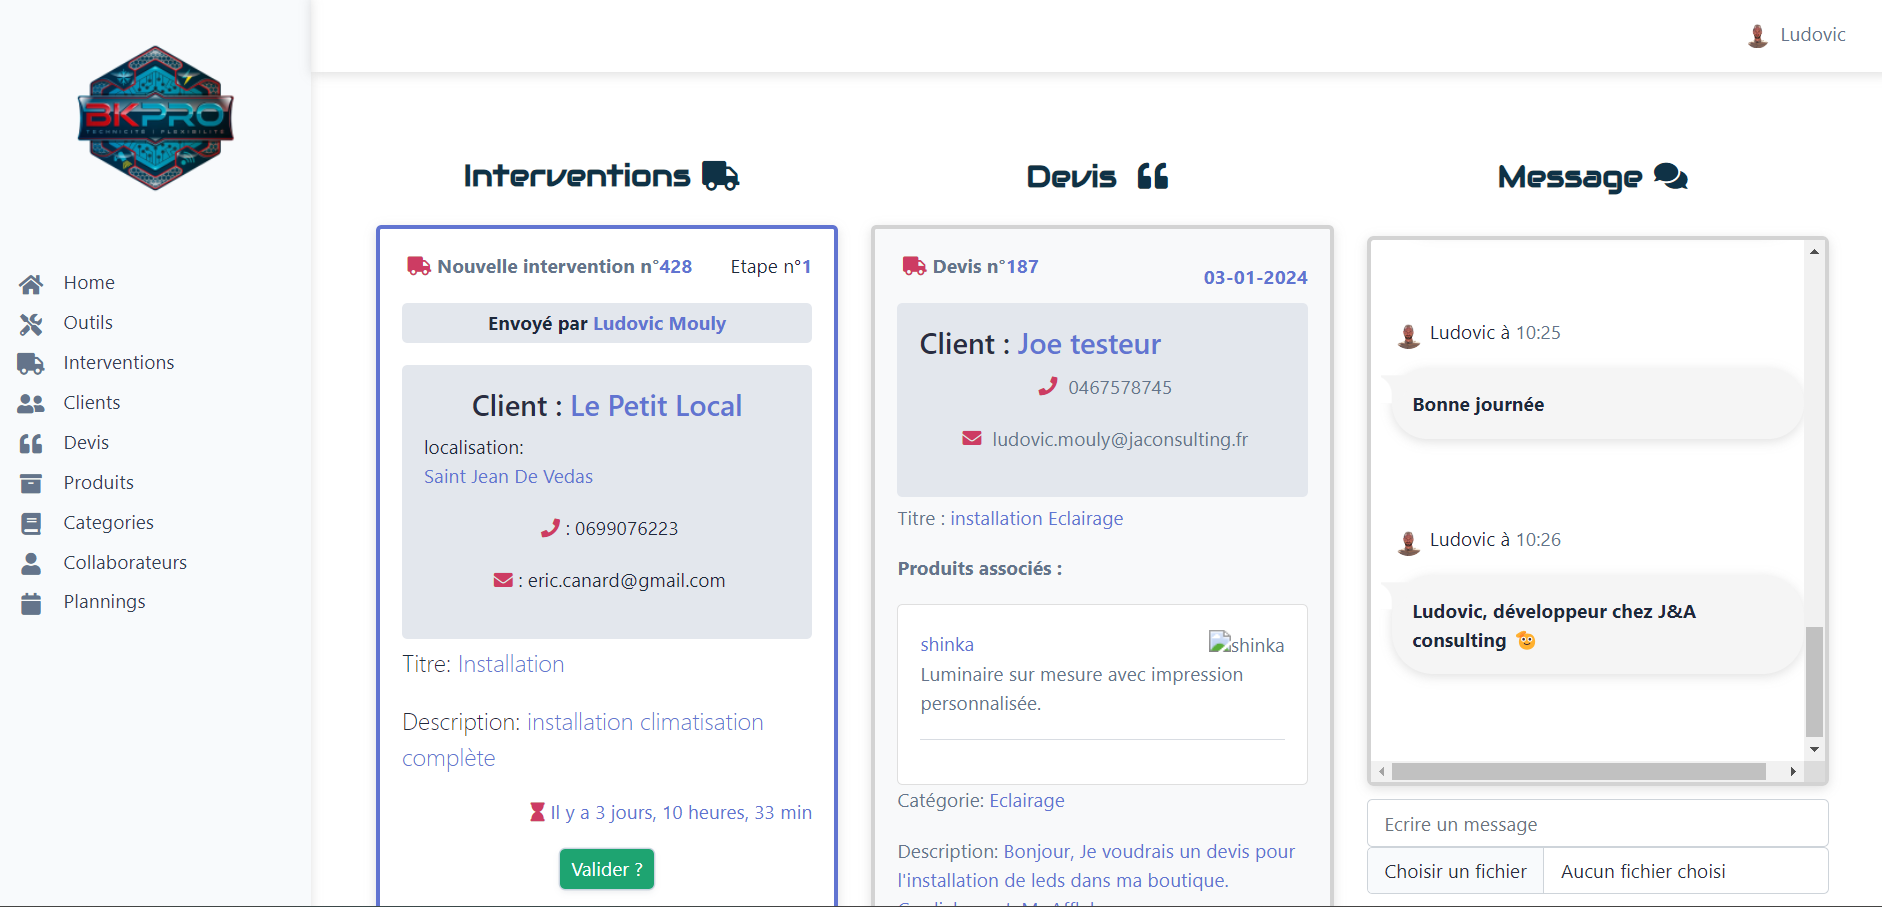 BKPRO
TECHNICITÉ | FLEXIBILITÉ
Ludovic
Home
Outils
Interventions
Clients
Devis
Produits
Categories
Collaborateurs
Plannings
Interventions
Nouvelle intervention n°428 Etape n°1
Envoyé par Ludovic Mouly
Client : Le Petit Local
localisation:
Saint Jean De Vedas
: 0699076223
: eric.canard@gmail.com
Titre: Installation
Description: installation climatisation
complète
Il y a 3 jours, 10 heures, 33 min
Valider ?
Devis
Devis n°187
03-01-2024
Client : Joe testeur
0467578745
ludovic.mouly@jaconsulting.fr
Titre : installation Eclairage
Produits associés :
shinka shinka
Luminaire sur mesure avec impression
personnalisée.
Catégorie: Eclairage
Description: Bonjour, Je voudrais un devis pour
l'installation de leds dans ma boutique.
Message
Ludovic à 10:25
Bonne journée
Ludovic à 10:26
Ludovic, développeur chez J&A
consulting 🫡
Ecrire un message
Choisir un fichier Aucun fichier choisi